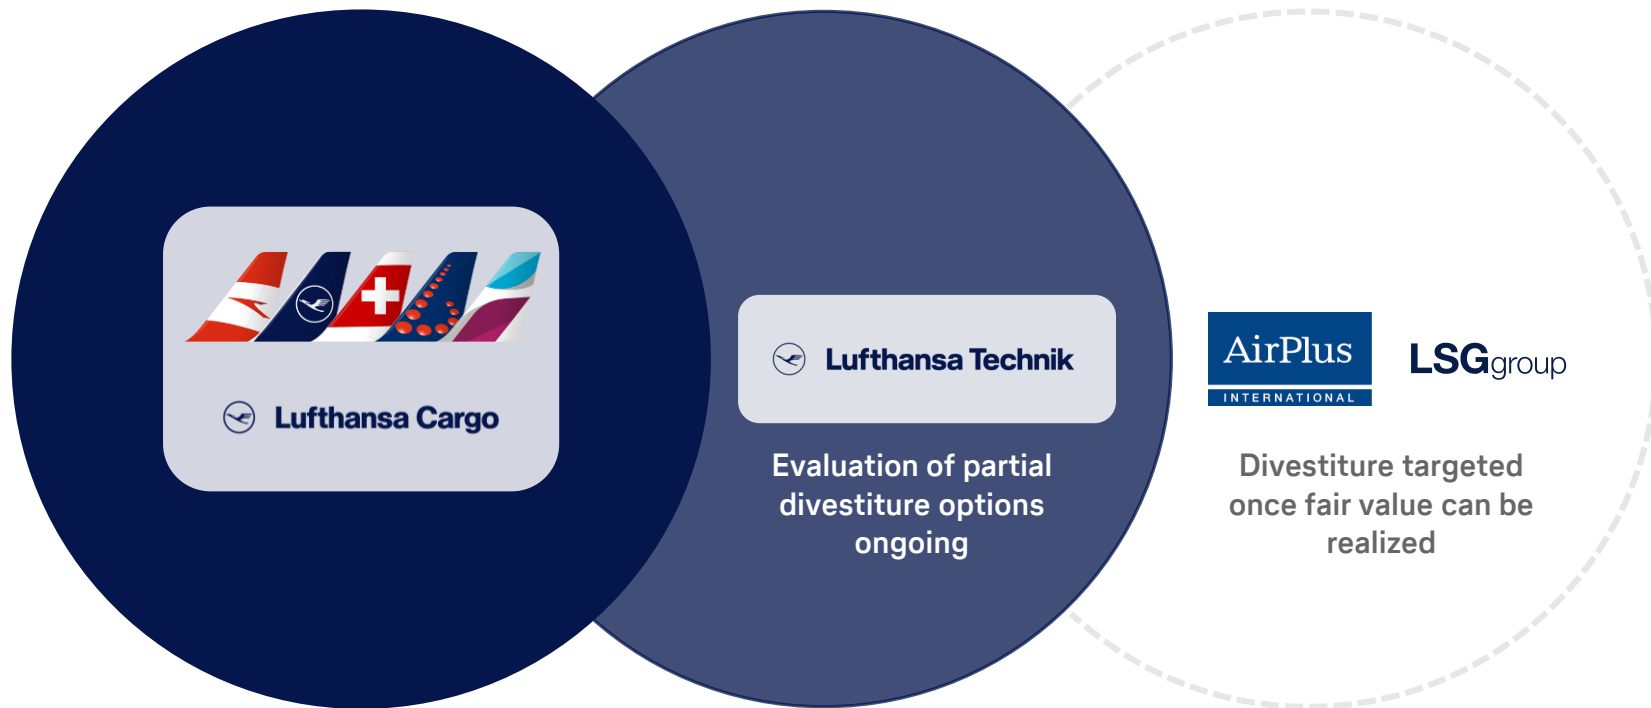 Lufthansa Cargo
Lufthansa Technik
Evaluation of partial
divestiture options
ongoing
AirPlus
INTERNATIONAL
LSGgroup
Divestiture targeted
once fair value can be
realized